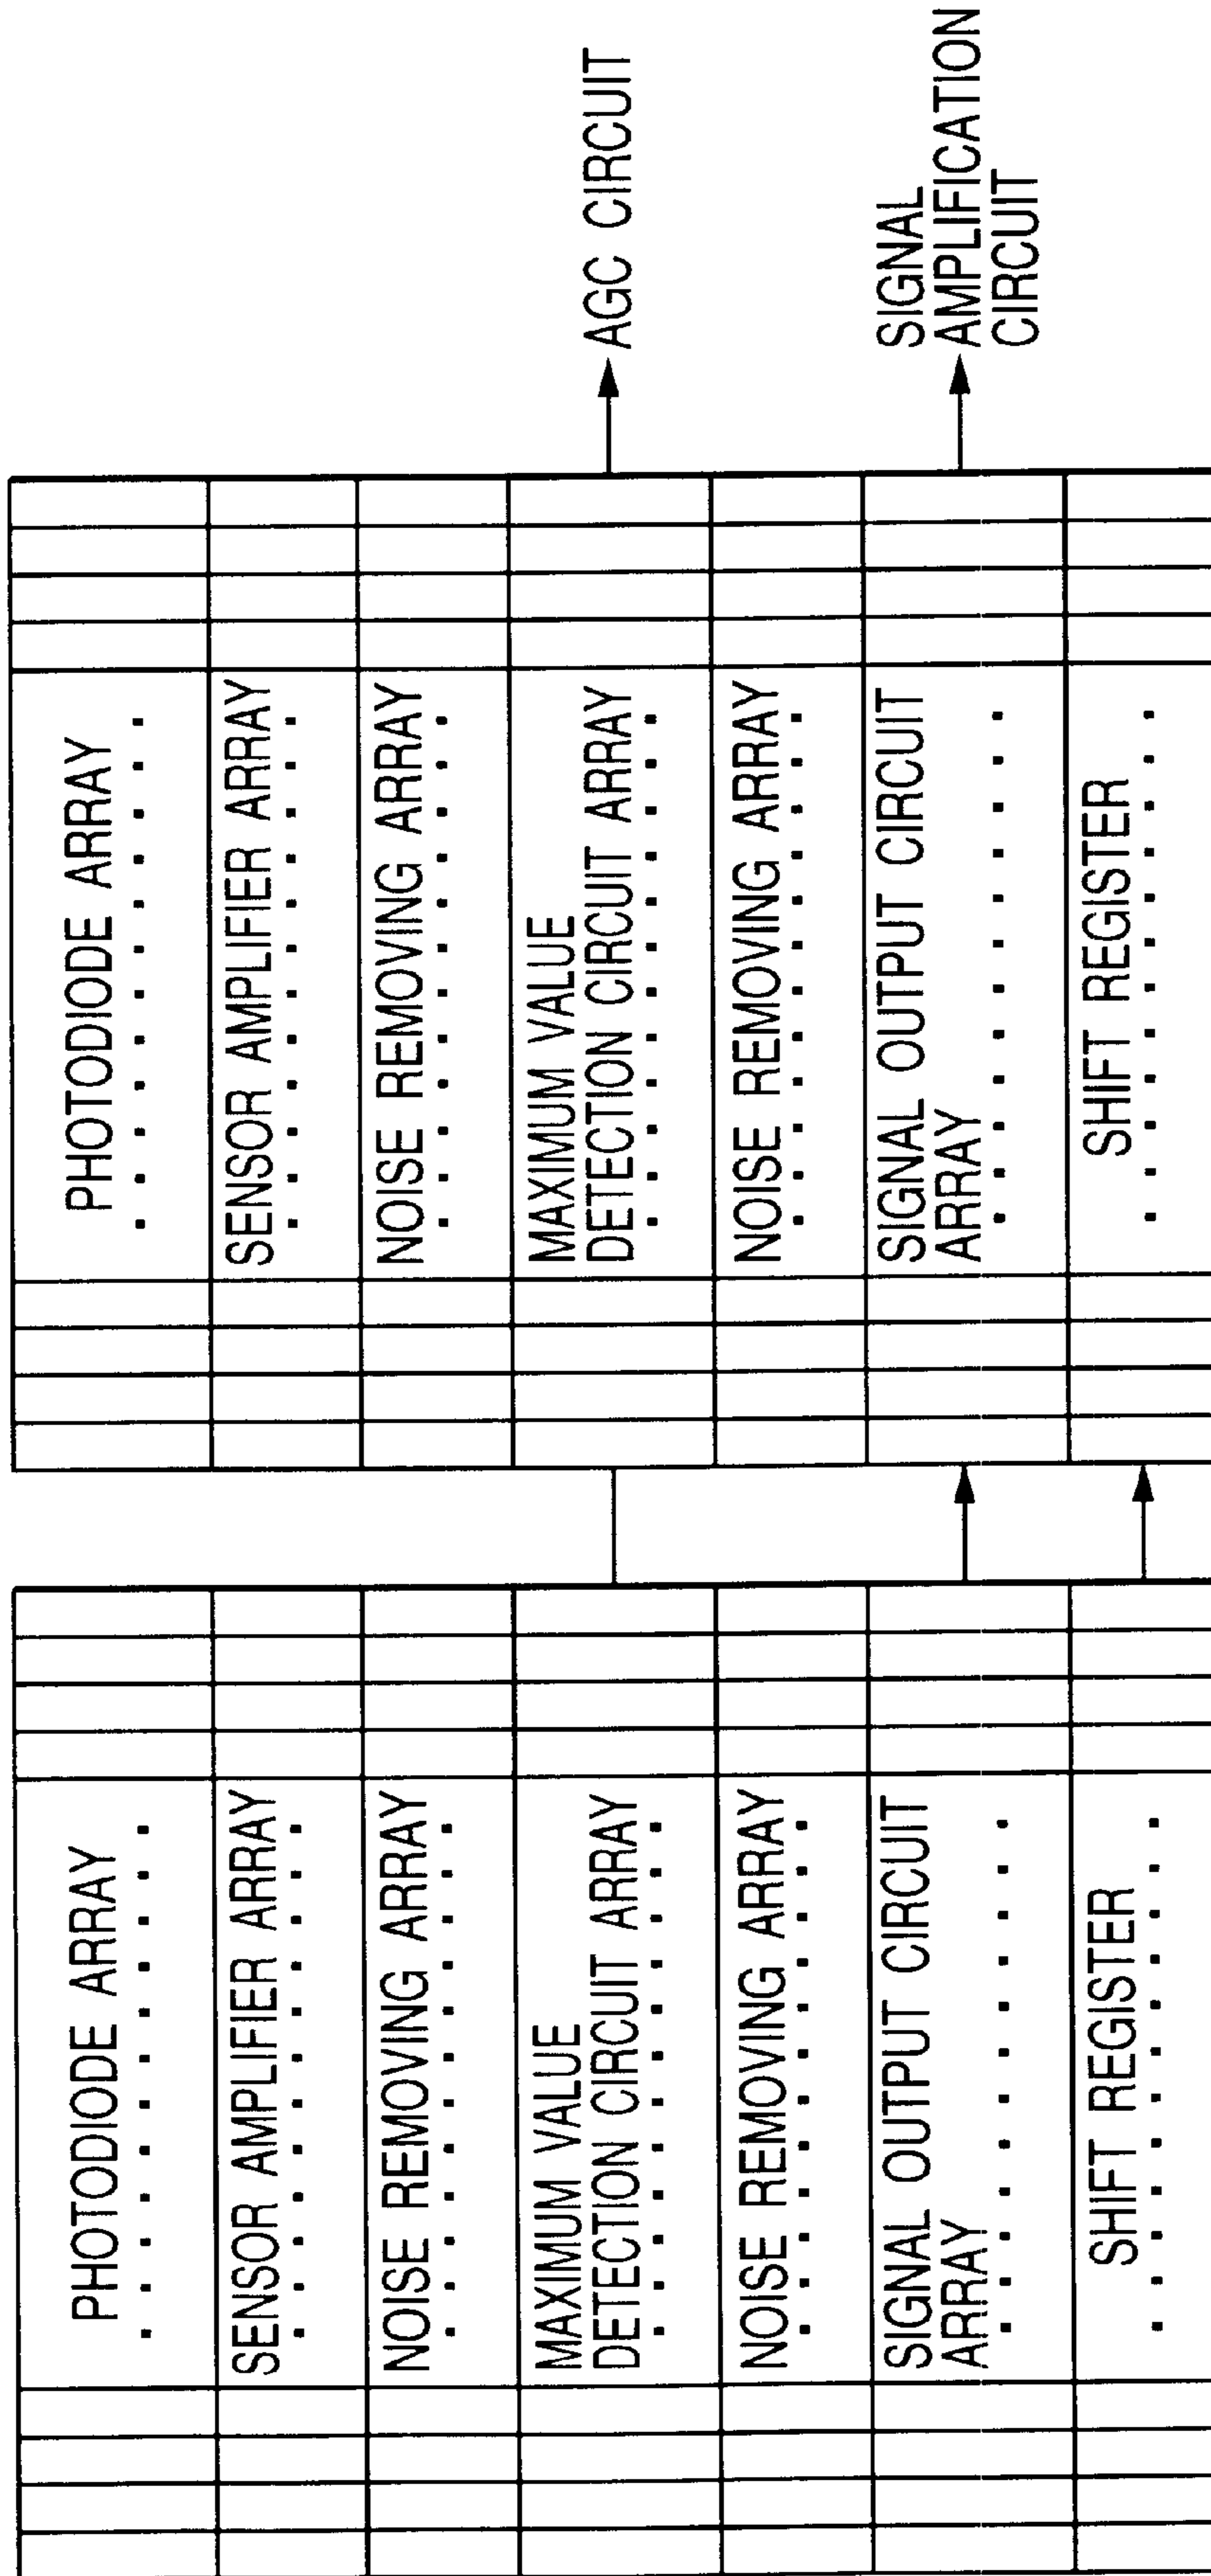 PHOTODIODE ARRAY
SENSOR AMPLIFIER ARRAY
NOISE REMOVING ARRAY
MAXIMUM VALUE
DETECTION CIRCUIT ARRAY
NOISE REMOVING ARRAY
SIGNAL OUTPUT CIRCUIT
ARRAY
SHIFT REGISTER
PHOTODIODE ARRAY
SENSOR AMPLIFIER ARRAY
NOISE REMOVING ARRAY
MAXIMUM VALUE
DETECTION CIRCUIT ARRAY
NOISE REMOVING ARRAY
SIGNAL OUTPUT CIRCUIT
ARRAY
SHIFT REGISTER
AGC CIRCUIT
SIGNAL
AMPLIFICATION
CIRCUIT